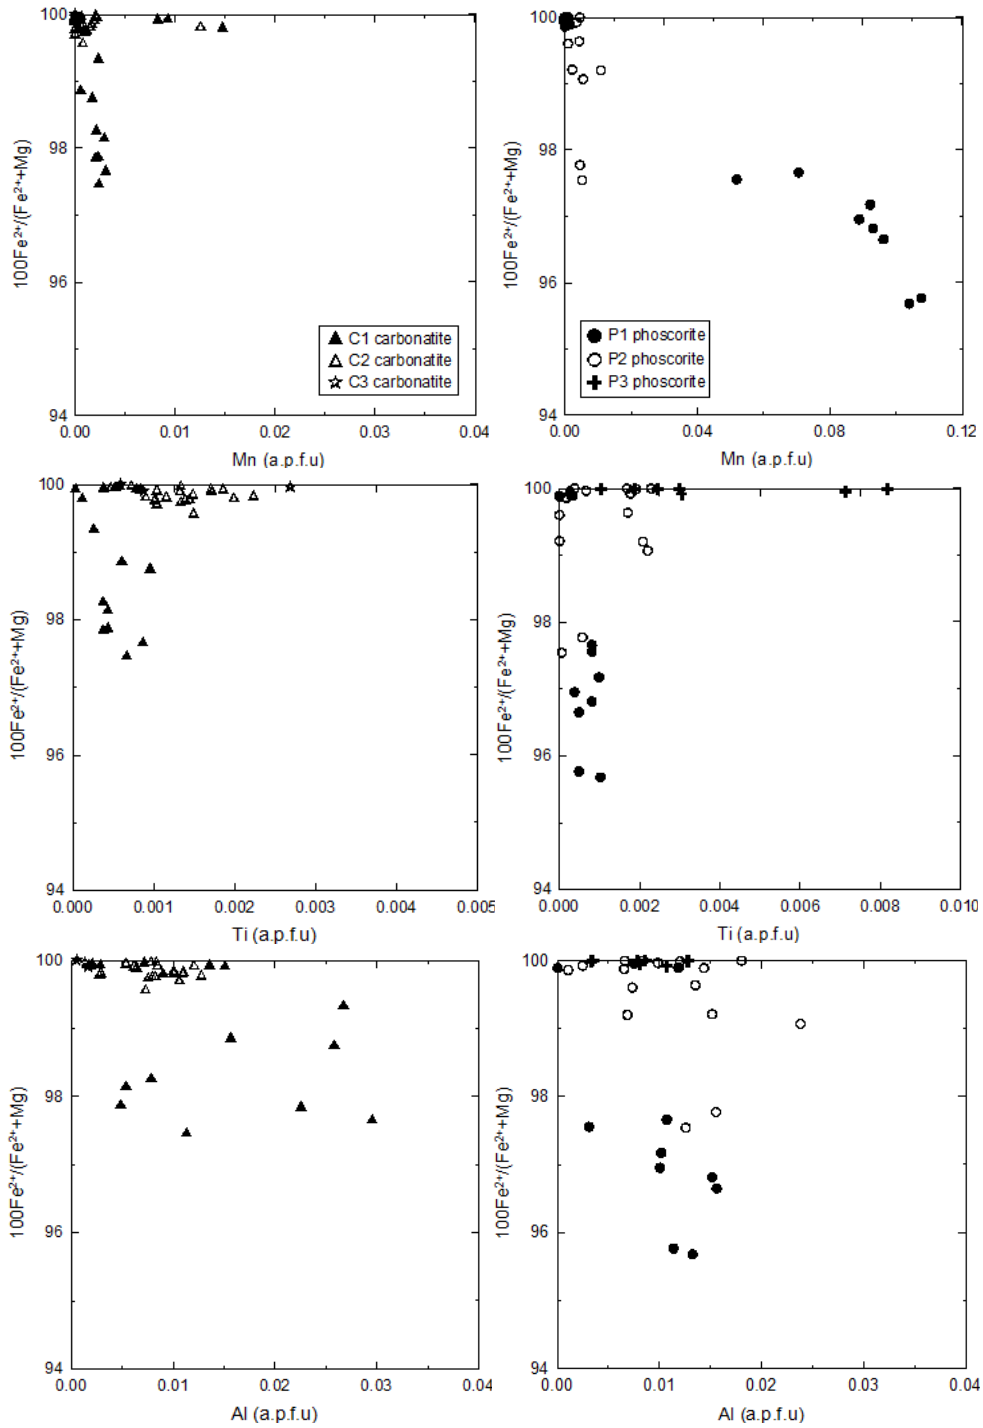 100
98
96
94
100Fe²⁺/(Fe²⁺+Mg)
C1 carbonatite
C2 carbonatite
C3 carbonatite
0.00 0.01 0.02 0.03 0.04
Mn (a.p.f.u)
100
98
96
94
100Fe²⁺/(Fe²⁺+Mg)
P1 phoscorite
P2 phoscorite
P3 phoscorite
0.00 0.04 0.08 0.12
Mn (a.p.f.u)
100
98
96
94
100Fe²⁺/(Fe²⁺+Mg)
0.000 0.001 0.002 0.003 0.004 0.005
Ti (a.p.f.u)
100
98
96
94
100Fe²⁺/(Fe²⁺+Mg)
0.000 0.002 0.004 0.006 0.008 0.010
Ti (a.p.f.u)
100
98
96
94
100Fe²⁺/(Fe²⁺+Mg)
0.00 0.01 0.02 0.03 0.04
Al (a.p.f.u)
100
98
96
94
100Fe²⁺/(Fe²⁺+Mg)
0.00 0.01 0.02 0.03 0.04
Al (a.p.f.u)